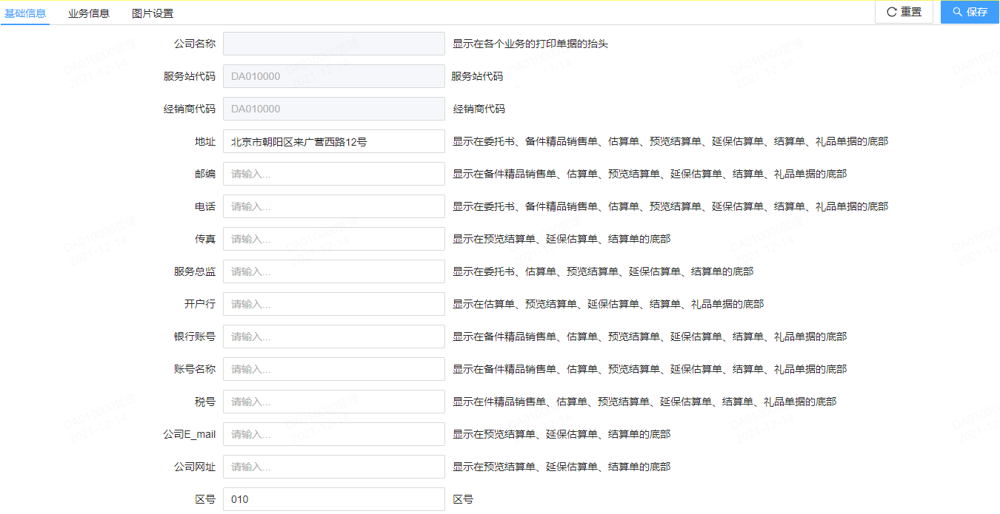 基础信息 业务信息 图片设置 重置 保存
公司名称 显示在各个业务的打印单据的抬头
服务站代码 DA010000 服务站代码
经销商代码 DA010000 经销商代码
地址 北京市朝阳区来广营西路12号 显示在委托书、备件精品销售单、估算单、预览结算单、延保估算单、结算单、礼品单据的底部
邮编 请输入... 显示在备件精品销售单、估算单、预览结算单、延保估算单、结算单、礼品单据的底部
电话 请输入... 显示在委托书、备件精品销售单、估算单、预览结算单、延保估算单、结算单、礼品单据的底部
传真 请输入... 显示在预览结算单、延保估算单、结算单的底部
服务总监 请输入... 显示在委托书、估算单、预览结算单、延保估算单、结算单的底部
开户行 请输入... 显示在估算单、预览结算单、延保估算单、结算单、礼品单据的底部
银行账号 请输入... 显示在备件精品销售单、估算单、预览结算单、延保估算单、结算单、礼品单据的底部
账号名称 请输入... 显示在备件精品销售单、估算单、预览结算单、延保估算单、结算单、礼品单据的底部
税号 请输入... 显示在件精品销售单、估算单、预览结算单、延保估算单、结算单、礼品单据的底部
公司E_mail 请输入... 显示在预览结算单、延保估算单、结算单的底部
公司网址 请输入... 显示在预览结算单、延保估算单、结算单的底部
区号 010 区号
DA010000管理
2021-12-14